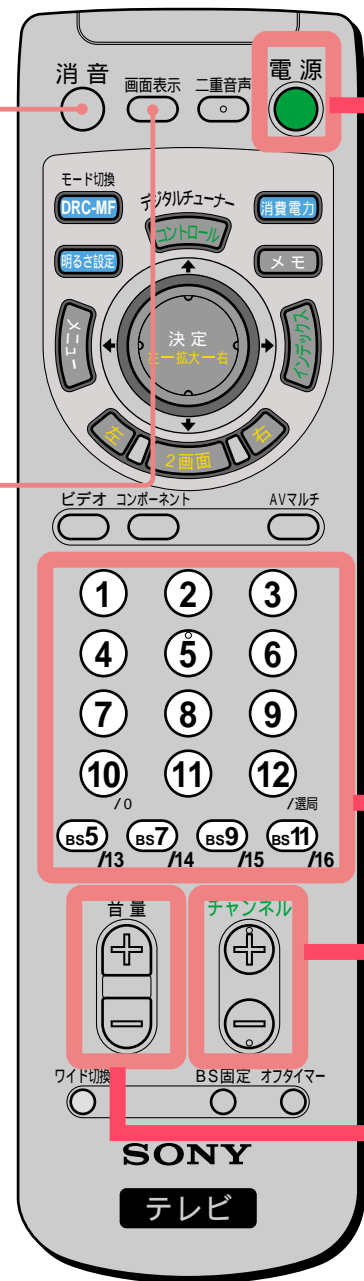 消音 画面表示 二重音声 電源
モード切換
DRC-MF
デジタルチューナー
コントロール
消費電力
明るさ設定
メモ
メニュー
決定
左ー拡大ー右
インデックス
左
2画面
右
ビデオ コンポーネント AVマルチ
1 2 3
4 5 6
7 8 9
10 11 12
/0 /選局
BS5 BS7 BS9 BS11
/13 /14 /15 /16
音量 チャンネル
ワイド切換 BS固定 オフタイマー
SONY
テレビ